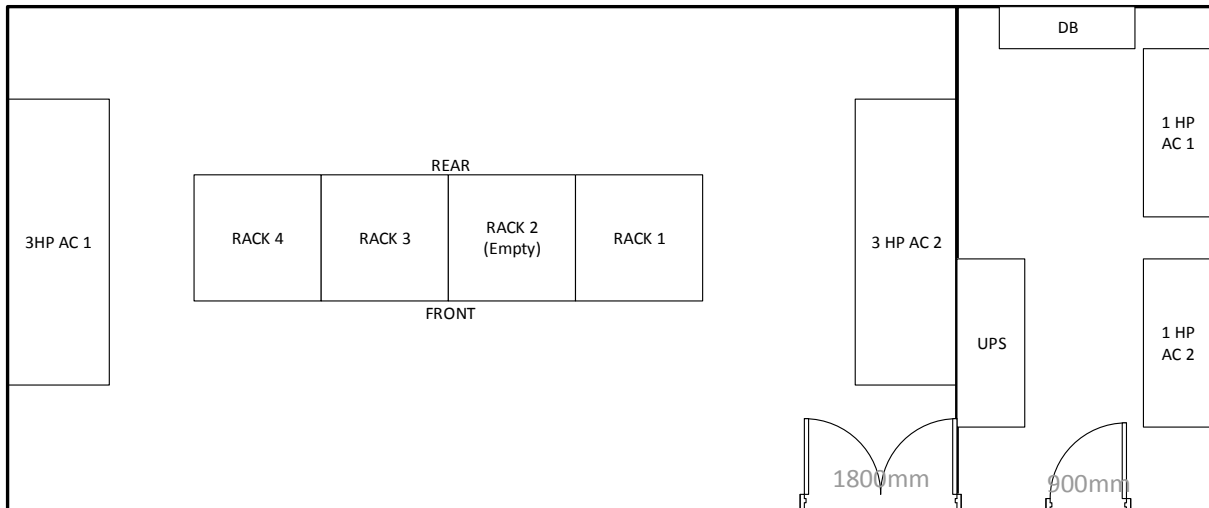 DB
1 HP
AC 1
REAR
3HP AC 1
RACK 4
RACK 3
RACK 2
(Empty)
RACK 1
3 HP AC 2
FRONT
UPS
1 HP
AC 2
1800mm
900mm